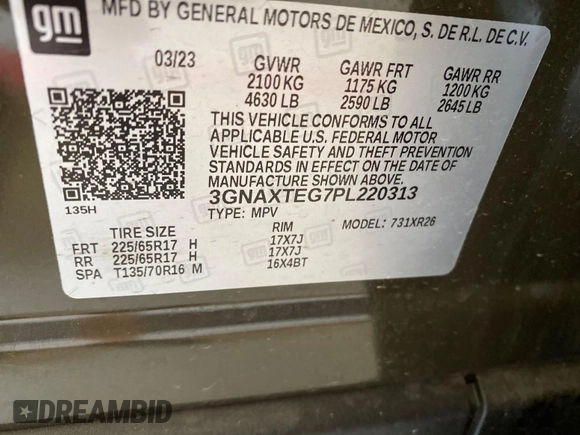 gm
MFD BY GENERAL MOTORS DE MEXICO, S. DE R.L. DE C.V.
03/23 GVWR GAWR FRT GAWR RR
2100 KG 1175 KG 1200 KG
4630 LB 2590 LB 2645 LB
THIS VEHICLE CONFORMS TO ALL
APPLICABLE U.S. FEDERAL MOTOR
VEHICLE SAFETY AND THEFT PREVENTION
STANDARDS IN EFFECT ON THE DATE OF
MANUFACTURE SHOWN ABOVE.
135H 3GNAXTEG7PL220313
TYPE: MPV MODEL: 731XR26
TIRE SIZE RIM
FRT 225/65R17 H 17X7J
RR 225/65R17 H 17X7J
SPA T135/70R16 M 16X4BT
DREAMBID